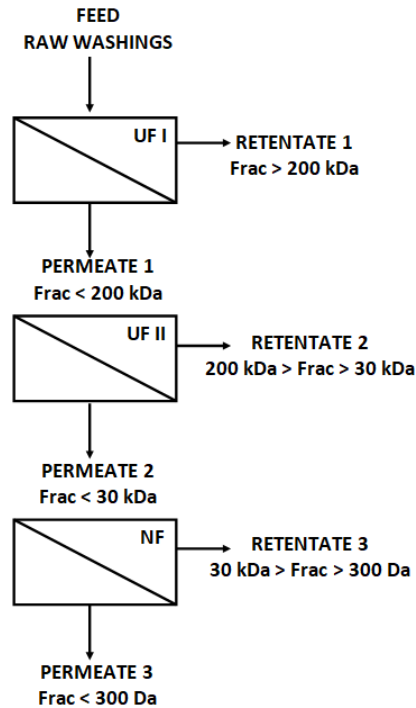 FEED
RAW WASHINGS
UF I
RETENTATE 1
Frac > 200 kDa
PERMEATE 1
Frac < 200 kDa
UF II
RETENTATE 2
200 kDa > Frac > 30 kDa
PERMEATE 2
Frac < 30 kDa
NF
RETENTATE 3
30 kDa > Frac > 300 Da
PERMEATE 3
Frac < 300 Da